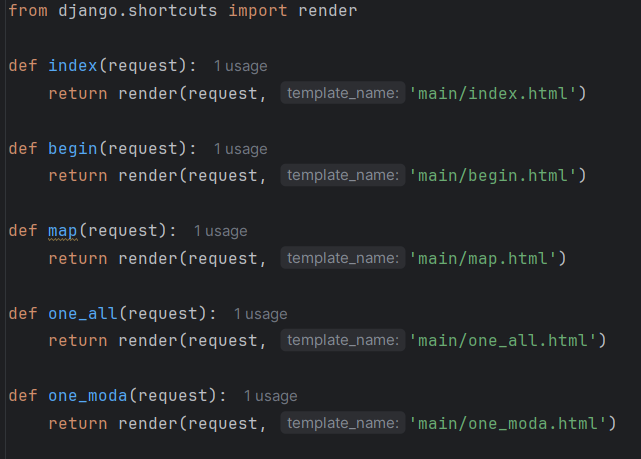 from django.shortcuts import render
def index(request): 1 usage
return render(request, template_name: 'main/index.html')
def begin(request): 1 usage
return render(request, template_name: 'main/begin.html')
def map(request): 1 usage
return render(request, template_name: 'main/map.html')
def one_all(request): 1 usage
return render(request, template_name: 'main/one_all.html')
def one_moda(request): 1 usage
return render(request, template_name: 'main/one_moda.html')